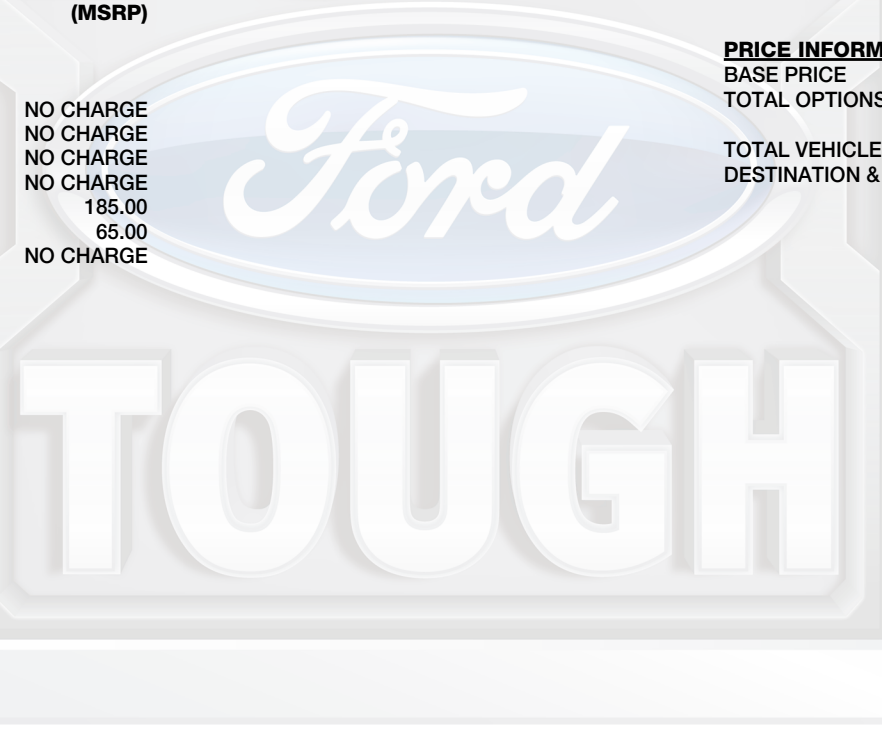 (MSRP)
NO CHARGE
NO CHARGE
NO CHARGE
NO CHARGE
185.00
65.00
NO CHARGE
PRICE INFORM
BASE PRICE
TOTAL OPTIONS
TOTAL VEHICLE
DESTINATION &
Ford
TOUGH